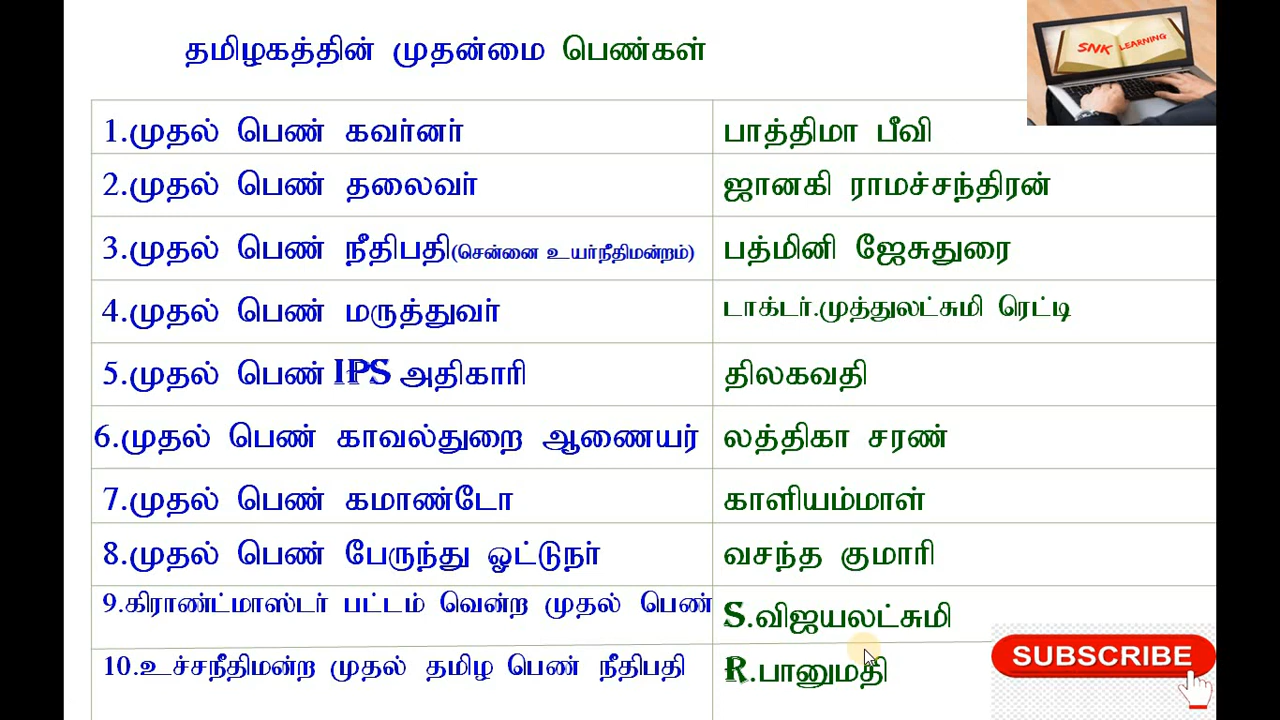 தமிழகத்தின் முதன்மை பெண்கள்
SNK LEARNING
1.முதல் பெண் கவர்னர் பாத்திமா பீவி
2.முதல் பெண் தலைவர் ஜானகி ராமச்சந்திரன்
3.முதல் பெண் நீதிபதி(சென்னை உயர்நீதிமன்றம்) பத்மினி ஜேசுதுரை
4.முதல் பெண் மருத்துவர் டாக்டர்.முத்துலட்சுமி ரெட்டி
5.முதல் பெண் IPS அதிகாரி திலகவதி
6.முதல் பெண் காவல்துறை ஆணையர் லத்திகா சரண்
7.முதல் பெண் கமாண்டோ காளியம்மாள்
8.முதல் பெண் பேருந்து ஓட்டுநர் வசந்த குமாரி
9.கிராண்ட்மாஸ்டர் பட்டம் வென்ற முதல் பெண் S.விஜயலட்சுமி
10.உச்சநீதிமன்ற முதல் தமிழ பெண் நீதிபதி R.பானுமதி
SUBSCRIBE